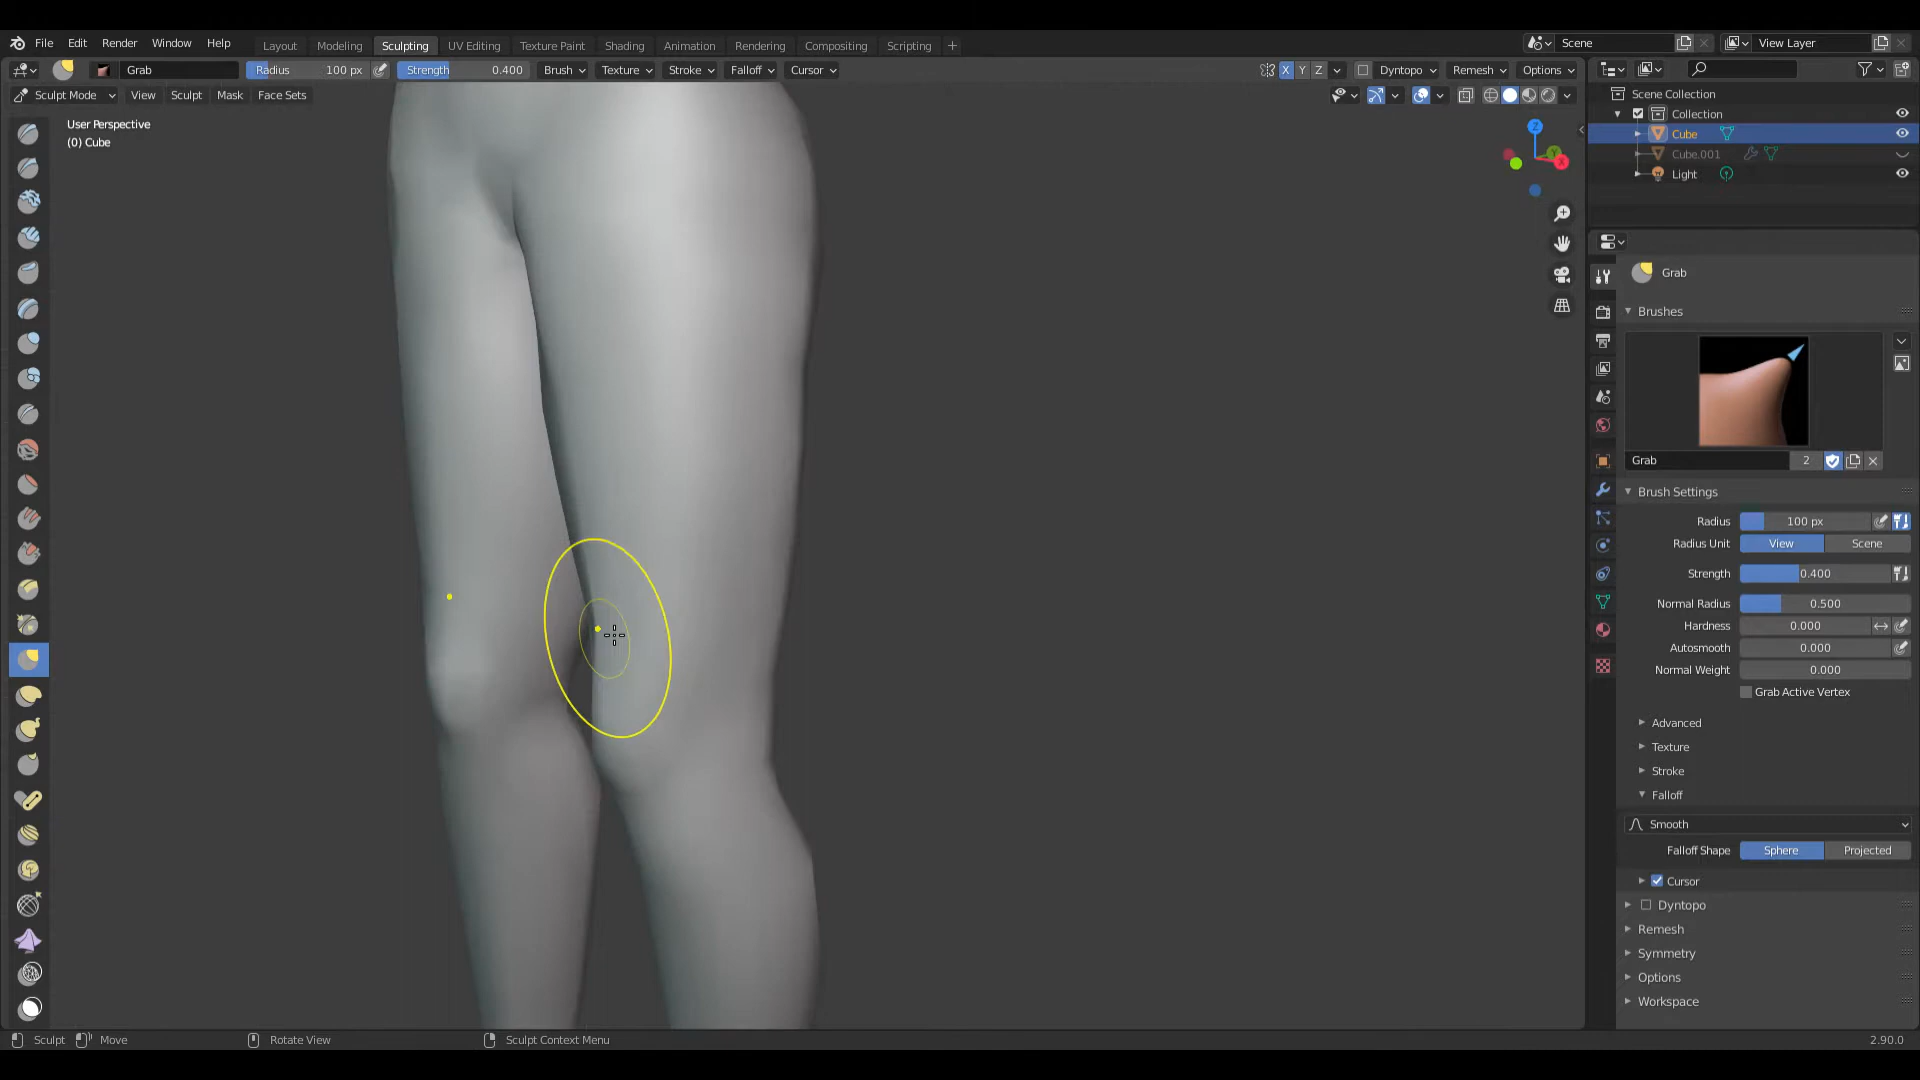 File Edit Render Window Help Layout Modeling Sculpting UV Editing Texture Paint Shading Animation Rendering Compositing Scripting + Scene View Layer
Grab Radius 100 px Strength 0.400 Brush Texture Stroke Falloff Cursor X Y Z Dyntopo Remesh Options
Sculpt Mode View Sculpt Mask Face Sets
User Perspective
(0) Cube
Z
Y
X
Scene Collection
Collection
Cube
Cube.001
Light
Grab
Brushes
Grab 2
Brush Settings
Radius 100 px
Radius Unit View Scene
Strength 0.400
Normal Radius 0.500
Hardness 0.000
Autosmooth 0.000
Normal Weight 0.000
Grab Active Vertex
Advanced
Texture
Stroke
Falloff
Smooth
Falloff Shape Sphere Projected
Cursor
Dyntopo
Remesh
Symmetry
Options
Workspace
Sculpt Move Rotate View Sculpt Context Menu 2.90.0